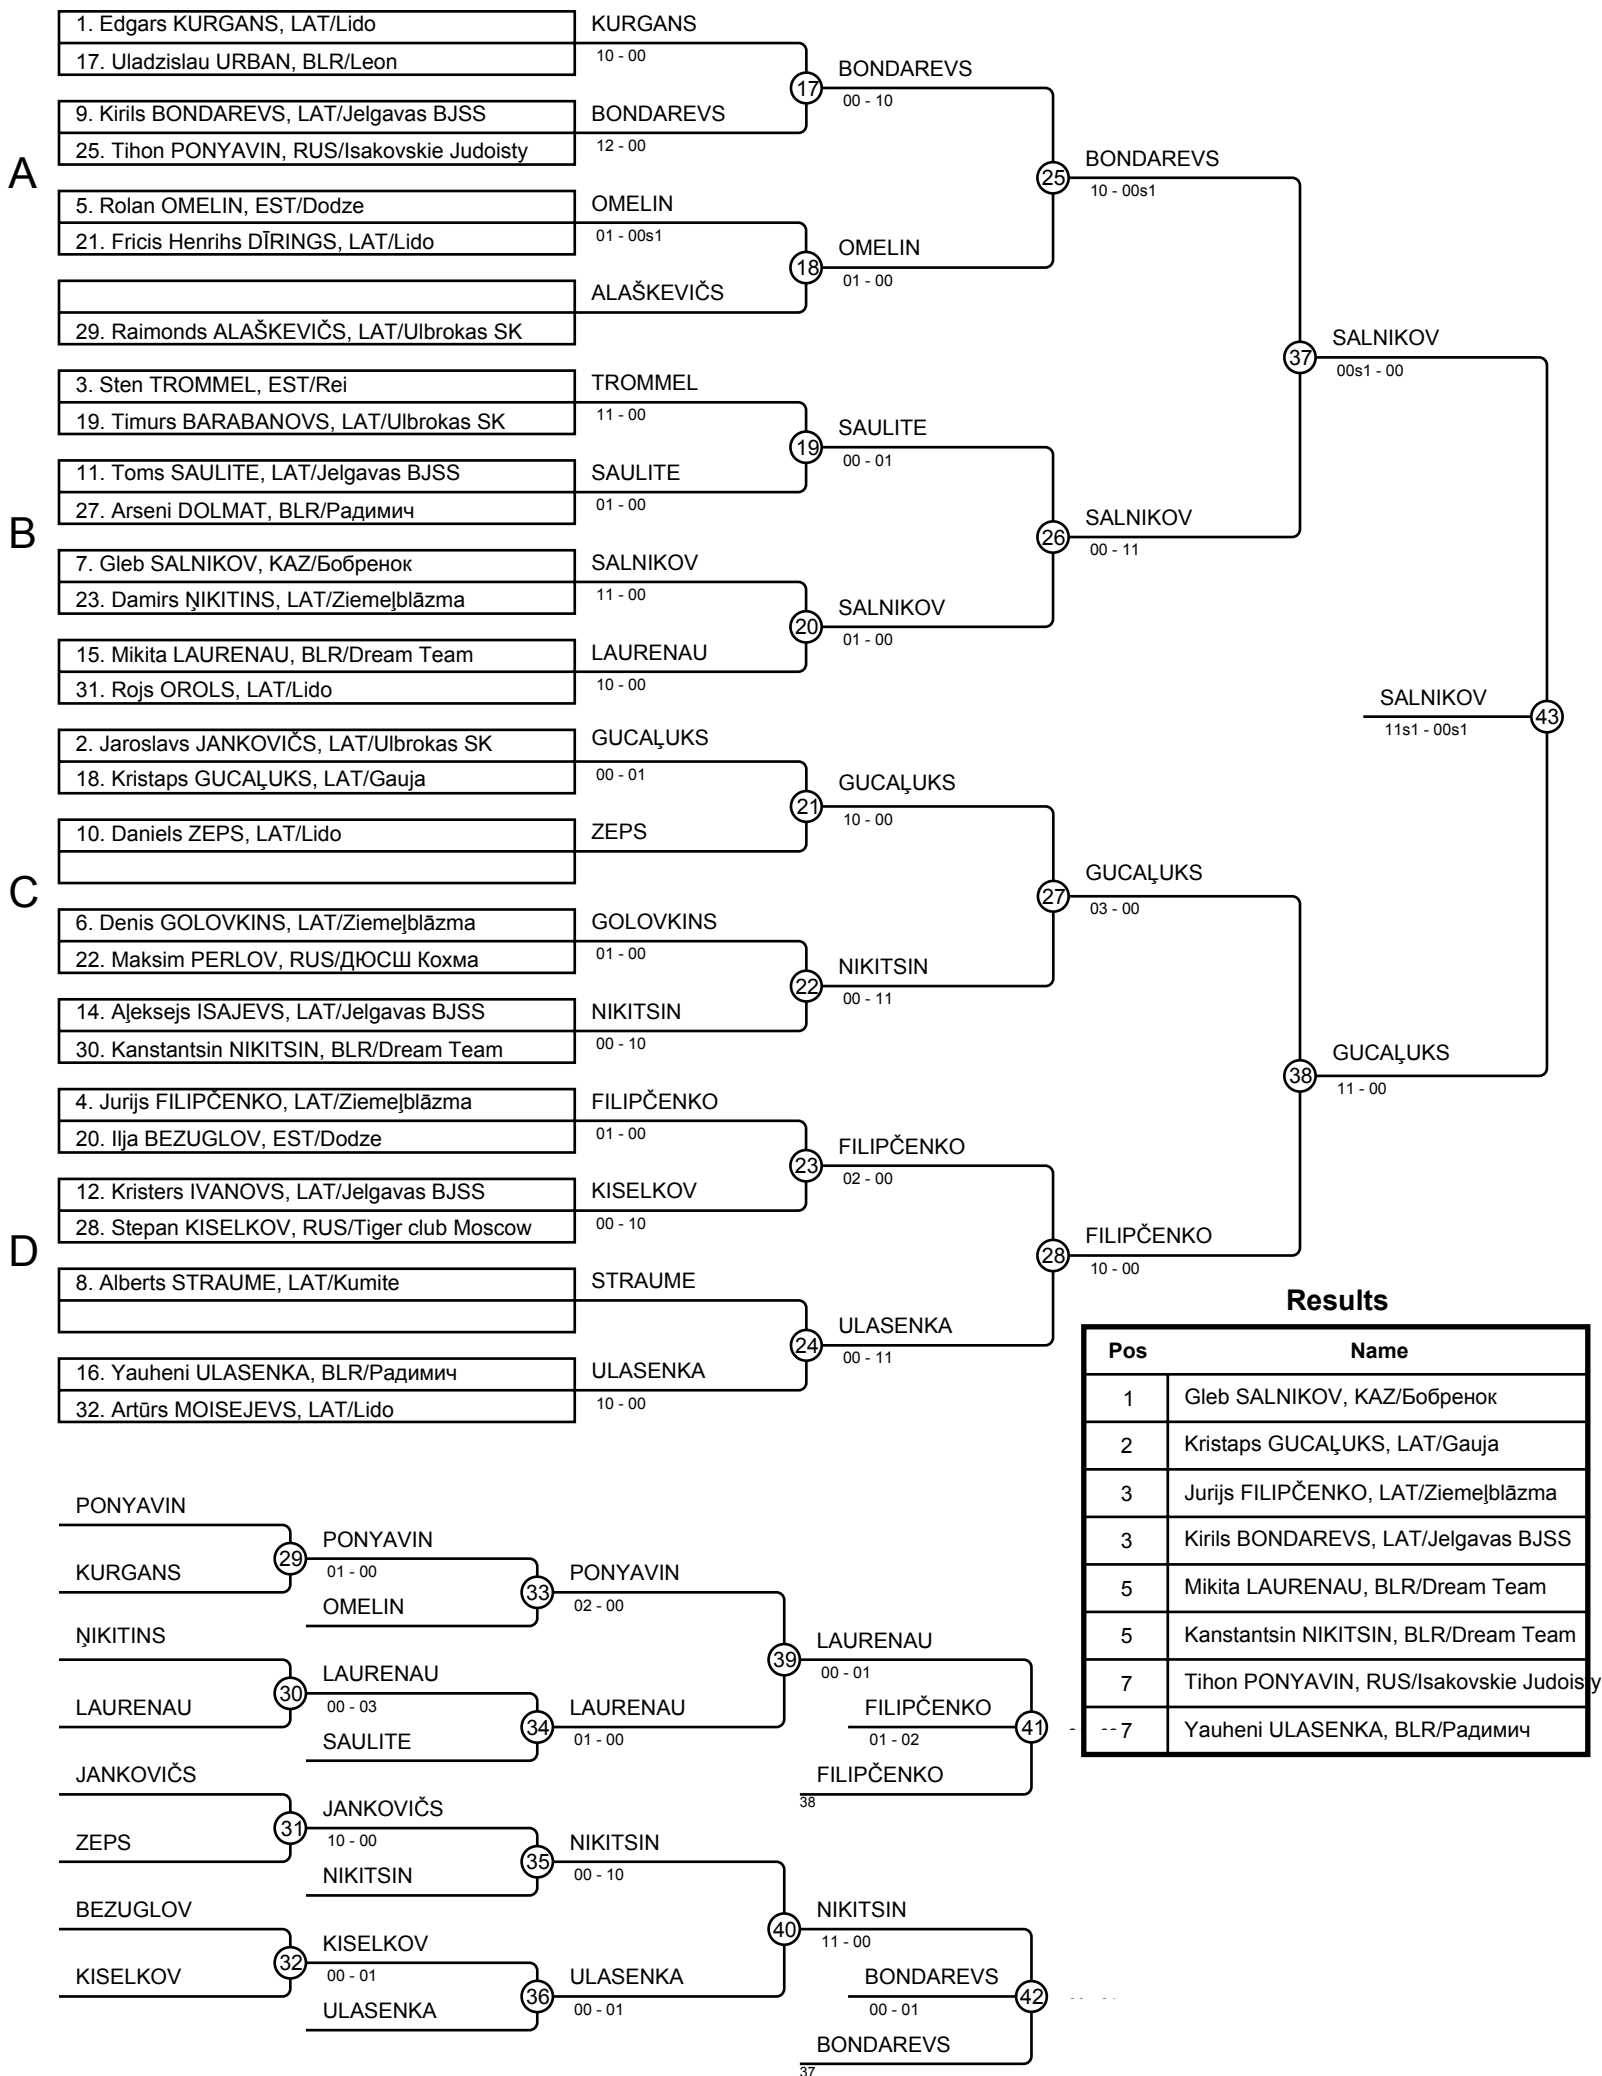 1. Edgars KURGANS, LAT/Lido
17. Uladzislau URBAN, BLR/Leon
KURGANS
10 - 00
A
9. Kirils BONDAREVS, LAT/Jelgavas BJSS
25. Tihon PONYAVIN, RUS/Isakovskie Judoisty
BONDAREVS
12 - 00
17
BONDAREVS
00 - 10
5. Rolan OMELIN, EST/Dodze
21. Fricis Henrihs DĪRINGS, LAT/Lido
OMELIN
01 - 00s1
29. Raimonds ALAŠKEVIČS, LAT/Ulbrokas SK
ALAŠKEVIČS
18
OMELIN
01 - 00
25
BONDAREVS
10 - 00s1
3. Sten TROMMEL, EST/Rei
19. Timurs BARABANOVS, LAT/Ulbrokas SK
TROMMEL
11 - 00
B
11. Toms SAULITE, LAT/Jelgavas BJSS
27. Arseni DOLMAT, BLR/Радимич
SAULITE
01 - 00
19
SAULITE
00 - 01
7. Gleb SALNIKOV, KAZ/Бобренок
23. Damirs ŅIKITINS, LAT/Ziemeļblāzma
SALNIKOV
11 - 00
15. Mikita LAURENAU, BLR/Dream Team
31. Rojs OROLS, LAT/Lido
LAURENAU
10 - 00
20
SALNIKOV
01 - 00
26
SALNIKOV
00 - 11
37
SALNIKOV
00s1 - 00
2. Jaroslavs JANKOVIČS, LAT/Ulbrokas SK
18. Kristaps GUCAĻUKS, LAT/Gauja
GUCAĻUKS
00 - 01
C
10. Daniels ZEPS, LAT/Lido
ZEPS
21
GUCAĻUKS
10 - 00
6. Denis GOLOVKINS, LAT/Ziemeļblāzma
22. Maksim PERLOV, RUS/ДЮСШ Кохма
GOLOVKINS
01 - 00
14. Aļeksejs ISAJEVS, LAT/Jelgavas BJSS
30. Kanstantsin NIKITSIN, BLR/Dream Team
NIKITSIN
00 - 10
22
NIKITSIN
00 - 11
27
GUCAĻUKS
03 - 00
4. Jurijs FILIPČENKO, LAT/Ziemeļblāzma
20. Ilja BEZUGLOV, EST/Dodze
FILIPČENKO
01 - 00
D
12. Kristers IVANOVS, LAT/Jelgavas BJSS
28. Stepan KISELKOV, RUS/Tiger club Moscow
KISELKOV
00 - 10
23
FILIPČENKO
02 - 00
8. Alberts STRAUME, LAT/Kumite
STRAUME
16. Yauheni ULASENKA, BLR/Радимич
32. Artūrs MOISEJEVS, LAT/Lido
ULASENKA
10 - 00
24
ULASENKA
00 - 11
28
FILIPČENKO
10 - 00
38
GUCAĻUKS
11 - 00
SALNIKOV
11s1 - 00s1
43
Results
Pos Name
1 Gleb SALNIKOV, KAZ/Бобренок
2 Kristaps GUCAĻUKS, LAT/Gauja
3 Jurijs FILIPČENKO, LAT/Ziemeļblāzma
3 Kirils BONDAREVS, LAT/Jelgavas BJSS
5 Mikita LAURENAU, BLR/Dream Team
5 Kanstantsin NIKITSIN, BLR/Dream Team
7 Tihon PONYAVIN, RUS/Isakovskie Judoisty
7 Yauheni ULASENKA, BLR/Радимич
PONYAVIN
KURGANS
29
PONYAVIN
01 - 00
OMELIN
33
PONYAVIN
02 - 00
ŅIKITINS
LAURENAU
30
LAURENAU
00 - 03
SAULITE
34
LAURENAU
01 - 00
39
LAURENAU
00 - 01
FILIPČENKO
01 - 02
41
FILIPČENKO
38
JANKOVIČS
ZEPS
31
JANKOVIČS
10 - 00
NIKITSIN
35
NIKITSIN
00 - 10
BEZUGLOV
KISELKOV
32
KISELKOV
00 - 01
ULASENKA
36
ULASENKA
00 - 01
40
NIKITSIN
11 - 00
BONDAREVS
00 - 01
42
BONDAREVS
37